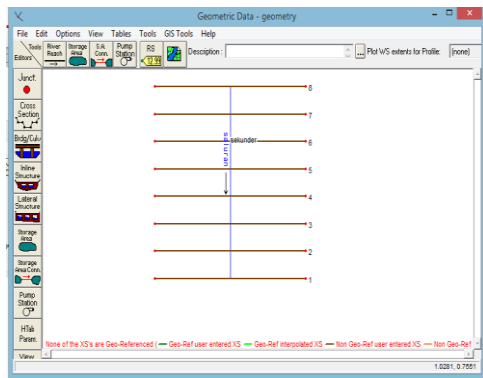 Geometric Data - geometry
File Edit Options View Tables Tools GIS Tools Help
Tools
Editors
River
Reach
Storage
Area
S.A.
Conn.
Pump
Station
RS
12.99
Description :
...
Plot WS extents for Profile:
(none)
Junct.
Cross
Section
Brdg/Culv
Inline
Structure
Lateral
Structure
Storage
Area
Storage
Area Conn.
Pump
Station
HTab
Param.
View
8
7
6
5
4
3
2
1
saluran
sekunder
None of the XS's are Geo-Referenced ( — Geo-Ref user entered XS — Geo-Ref interpolated XS — Non Geo-Ref user entered XS — Non Geo-Ref
1.0281, 0.7551